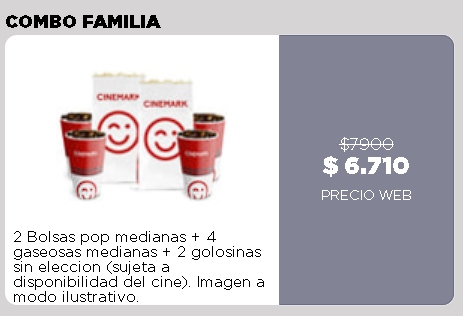 COMBO FAMILIA
CINEMARK
CINEMARK
CINEMARK
$7900
$ 6.710
PRECIO WEB
2 Bolsas pop medianas + 4
gaseosas medianas + 2 golosinas
sin eleccion (sujeta a
disponibilidad del cine). Imagen a
modo ilustrativo.